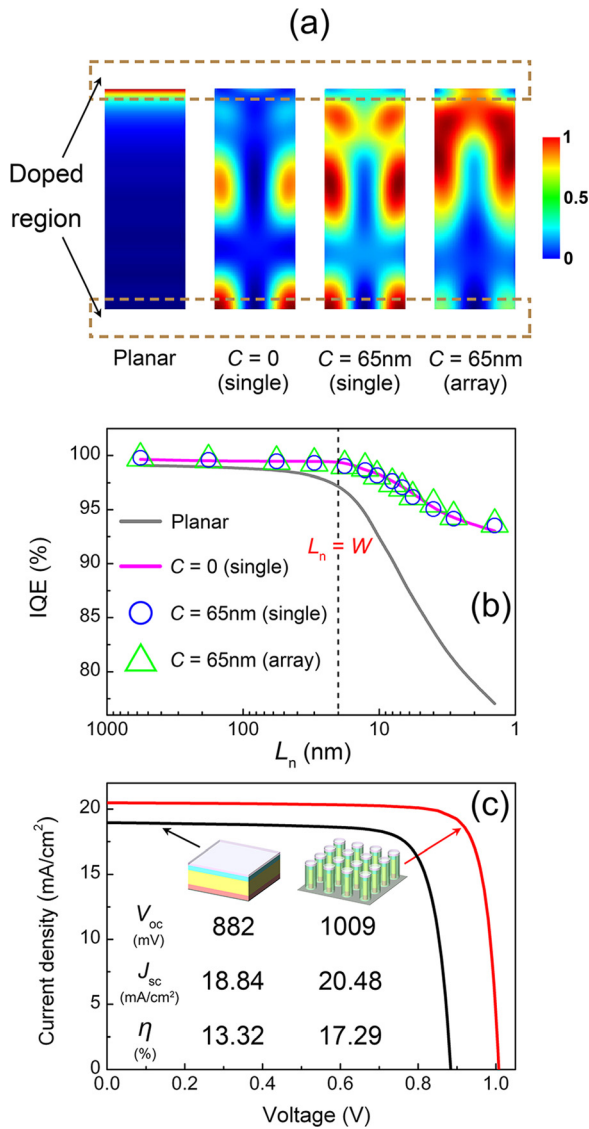 (a)
Doped
region
1
0.5
0
Planar
C = 0
(single)
C = 65nm
(single)
C = 65nm
(array)
(b)
100
95
90
85
80
IQE (%)
Planar
C = 0 (single)
C = 65nm (single)
C = 65nm (array)
Ln = W
1000
100
10
1
Ln (nm)
(c)
20
15
10
5
0
Current density (mA/cm²)
Voc
(mV)
882
1009
Jsc
(mA/cm²)
18.84
20.48
η
(%)
13.32
17.29
0.0
0.2
0.4
0.6
0.8
1.0
Voltage (V)